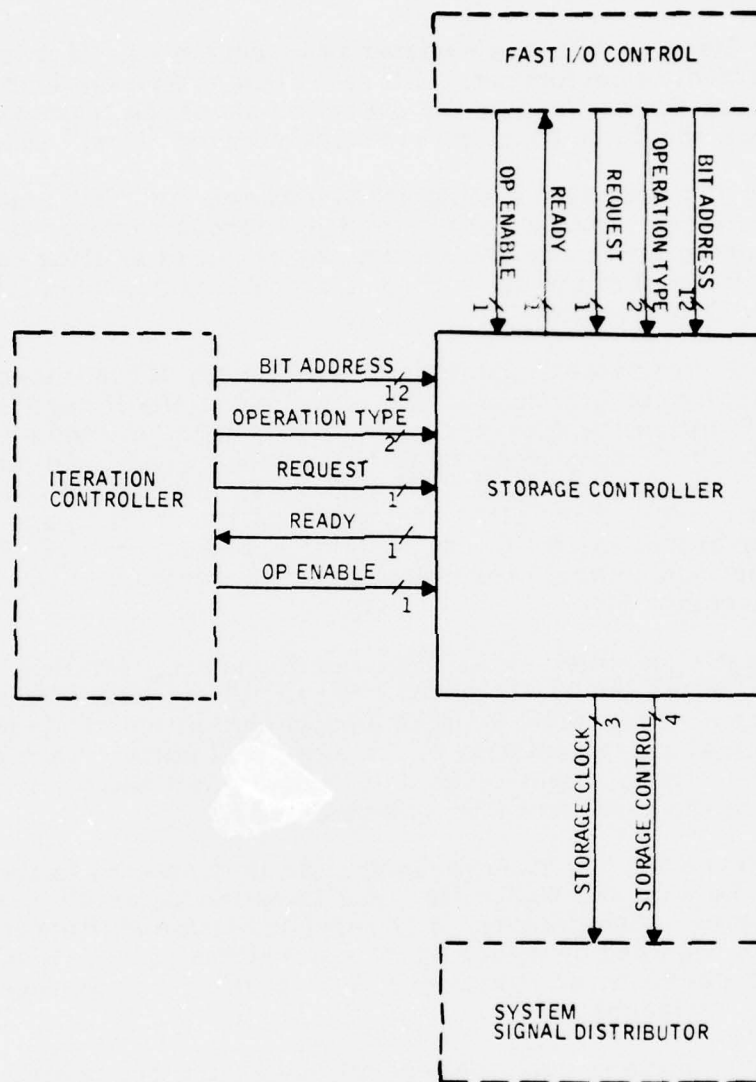 FAST I/O CONTROL
OP ENABLE
1
READY
1
REQUEST
1
OPERATION TYPE
2
BIT ADDRESS
12
BIT ADDRESS
12
OPERATION TYPE
2
REQUEST
1
READY
1
OP ENABLE
1
ITERATION
CONTROLLER
STORAGE CONTROLLER
STORAGE CLOCK
3
STORAGE CONTROL
4
SYSTEM
SIGNAL DISTRIBUTOR